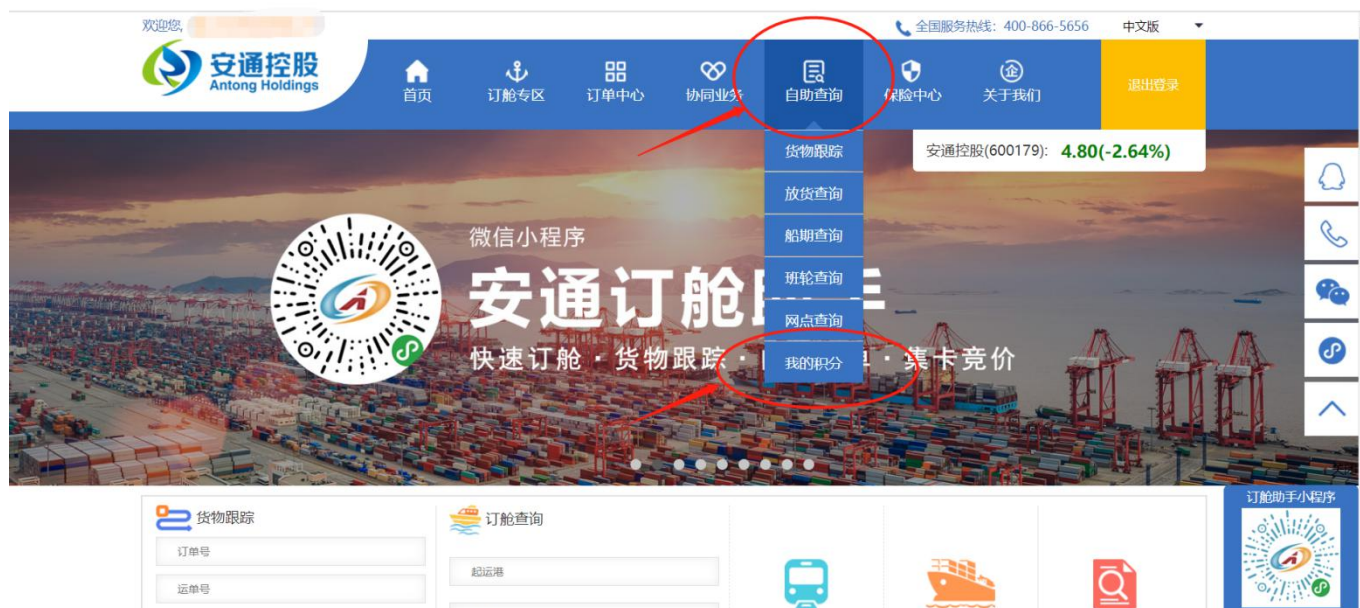 欢迎您,
全国服务热线：400-866-5656
中文版
安通控股
Antong Holdings
首页
订舱专区
订单中心
协同业务
自助查询
保险中心
关于我们
退出登录
货物跟踪
放货查询
船期查询
班轮查询
网点查询
我的积分
安通控股(600179): 4.80(-2.64%)
微信小程序
安通订舱
快速订舱·货物跟踪·
·集卡竞价
货物跟踪
订单号
运单号
订舱查询
起运港
订舱助手小程序